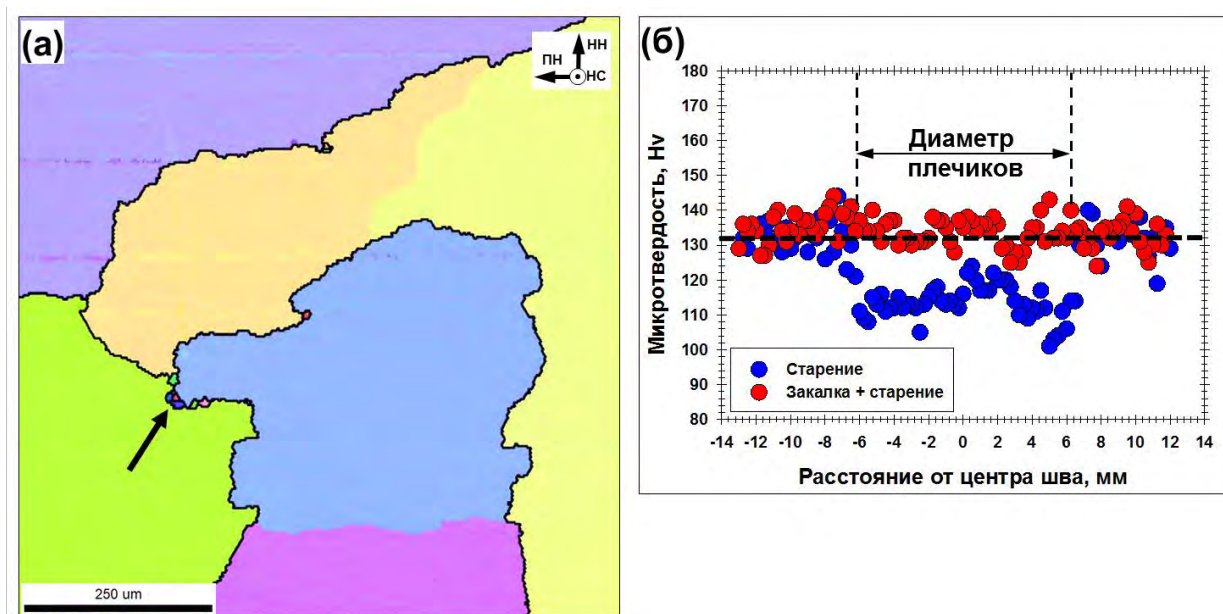 (а)
НН
ПН
НС
250 um
(б)
Микротвердость, Hv
180
170
160
150
140
130
120
110
100
90
80
Диаметр
плечиков
Старение
Закалка + старение
-14 -12 -10 -8 -6 -4 -2 0 2 4 6 8 10 12 14
Расстояние от центра шва, мм